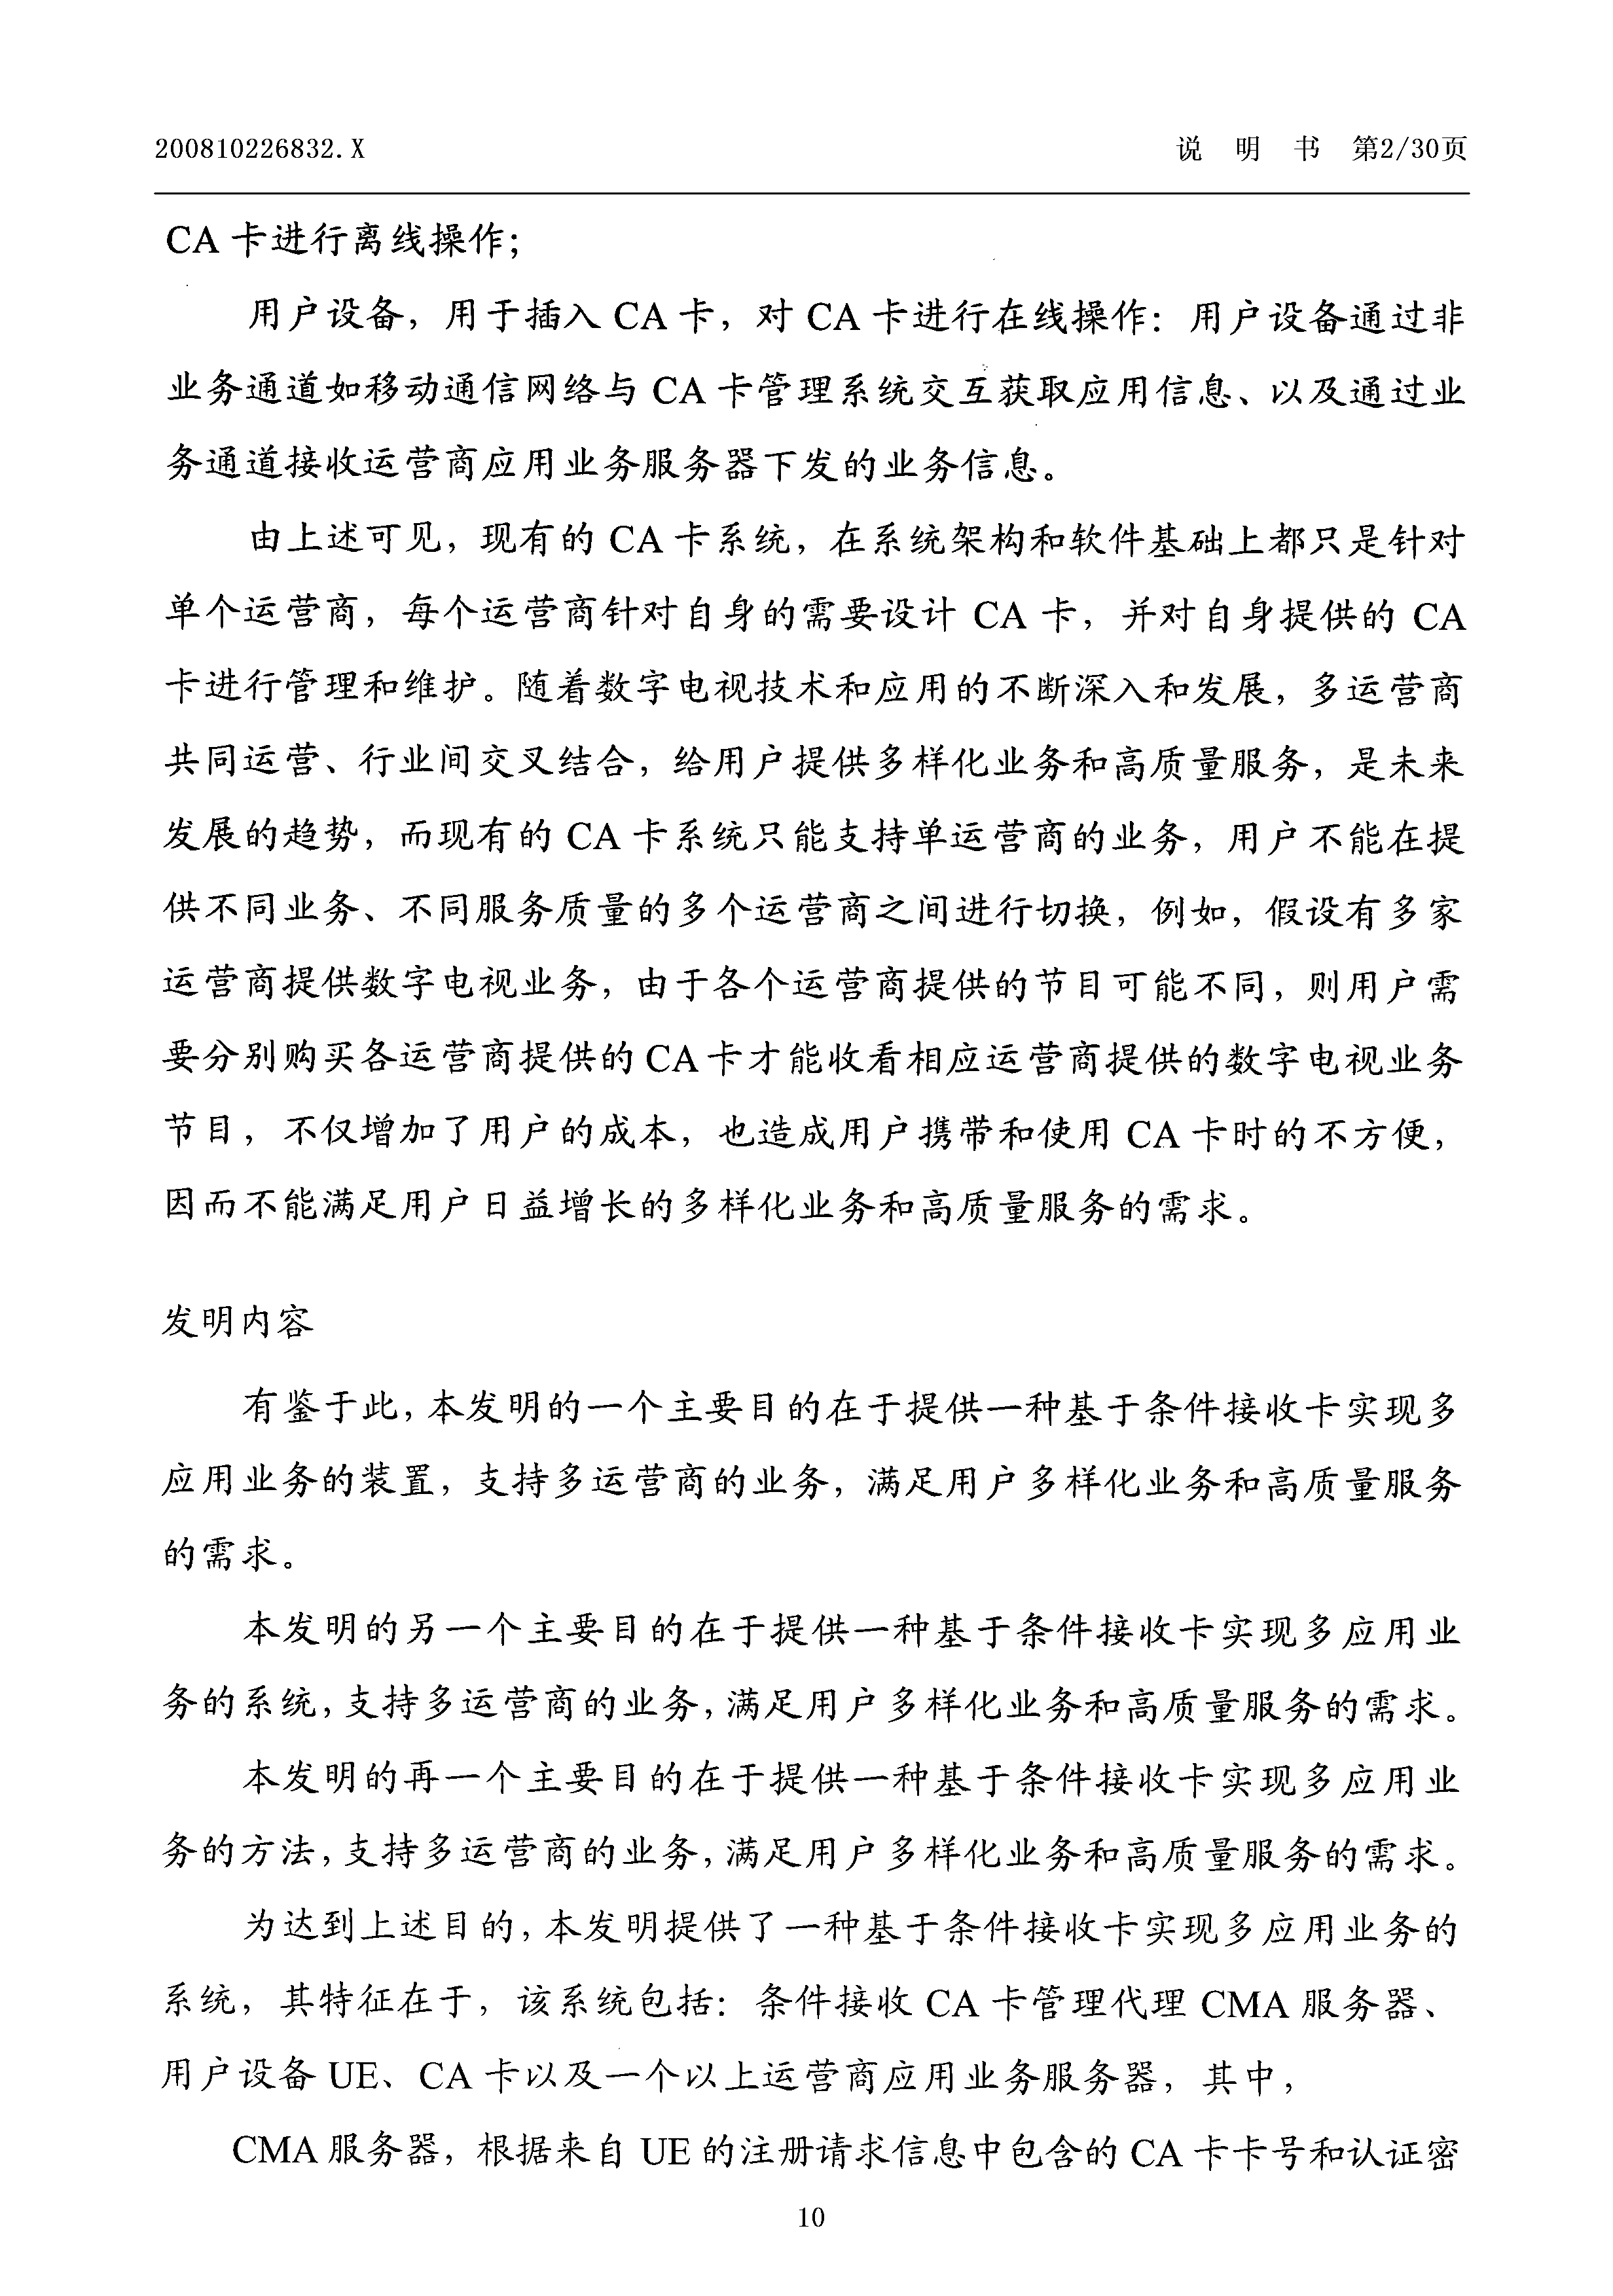 200810226832.X 说 明 书 第2/30页
CA 卡进行离线操作；
用户设备，用于插入 CA 卡，对 CA 卡进行在线操作：用户设备通过非
业务通道如移动通信网络与 CA 卡管理系统交互获取应用信息、以及通过业
务通道接收运营商应用业务服务器下发的业务信息。
由上述可见，现有的 CA 卡系统，在系统架构和软件基础上都只是针对
单个运营商，每个运营商针对自身的需要设计 CA 卡，并对自身提供的 CA
卡进行管理和维护。随着数字电视技术和应用的不断深入和发展，多运营商
共同运营、行业间交叉结合，给用户提供多样化业务和高质量服务，是未来
发展的趋势，而现有的 CA 卡系统只能支持单运营商的业务，用户不能在提
供不同业务、不同服务质量的多个运营商之间进行切换，例如，假设有多家
运营商提供数字电视业务，由于各个运营商提供的节目可能不同，则用户需
要分别购买各运营商提供的 CA 卡才能收看相应运营商提供的数字电视业务
节目，不仅增加了用户的成本，也造成用户携带和使用 CA 卡时的不方便，
因而不能满足用户日益增长的多样化业务和高质量服务的需求。
发明内容
有鉴于此，本发明的一个主要目的在于提供一种基于条件接收卡实现多
应用业务的装置，支持多运营商的业务，满足用户多样化业务和高质量服务
的需求。
本发明的另一个主要目的在于提供一种基于条件接收卡实现多应用业
务的系统，支持多运营商的业务，满足用户多样化业务和高质量服务的需求。
本发明的再一个主要目的在于提供一种基于条件接收卡实现多应用业
务的方法，支持多运营商的业务，满足用户多样化业务和高质量服务的需求。
为达到上述目的，本发明提供了一种基于条件接收卡实现多应用业务的
系统，其特征在于，该系统包括：条件接收 CA 卡管理代理 CMA 服务器、
用户设备 UE、CA 卡以及一个以上运营商应用业务服务器，其中，
CMA 服务器，根据来自 UE 的注册请求信息中包含的 CA 卡卡号和认证密
10